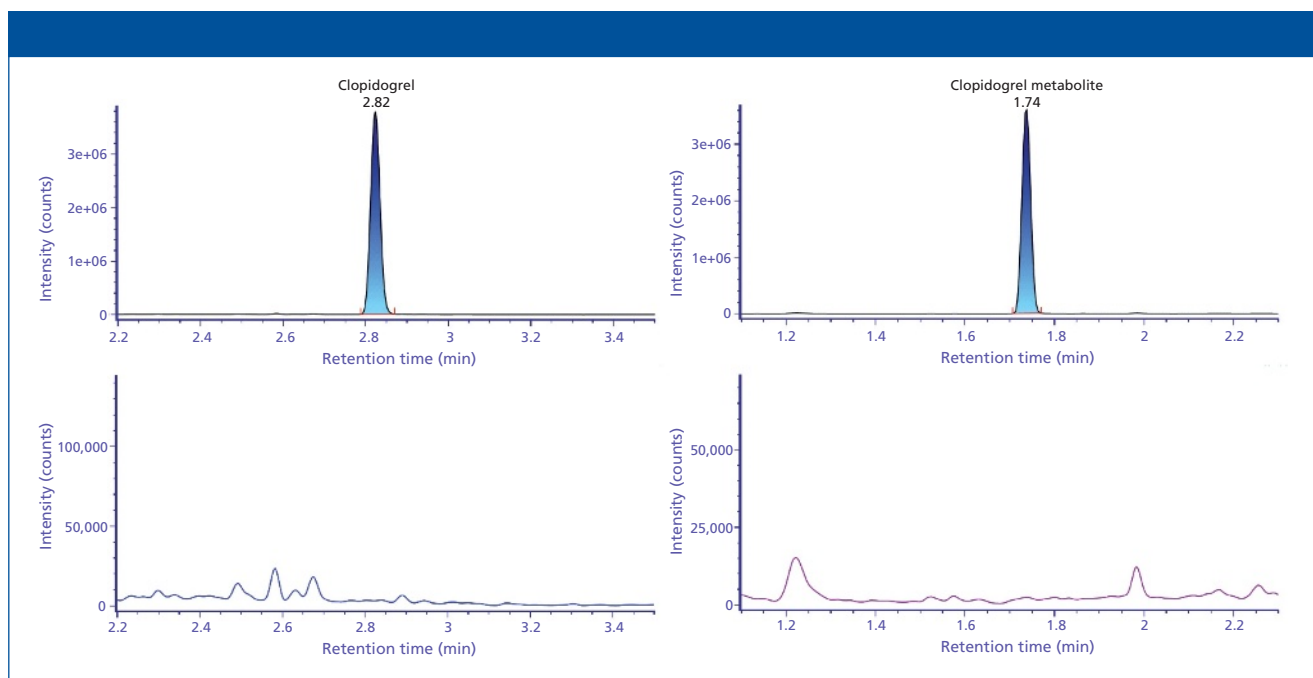 Clopidogrel
2.82
3e+06
2e+06
1e+06
0
Intensity (counts)
2.2 2.4 2.6 2.8 3 3.2 3.4
Retention time (min)
Clopidogrel metabolite
1.74
3e+06
2e+06
1e+06
0
Intensity (counts)
1.2 1.4 1.6 1.8 2 2.2
Retention time (min)
100,000
50,000
0
Intensity (counts)
2.2 2.4 2.6 2.8 3 3.2 3.4
Retention time (min)
50,000
25,000
0
Intensity (counts)
1.2 1.4 1.6 1.8 2 2.2
Retention time (min)